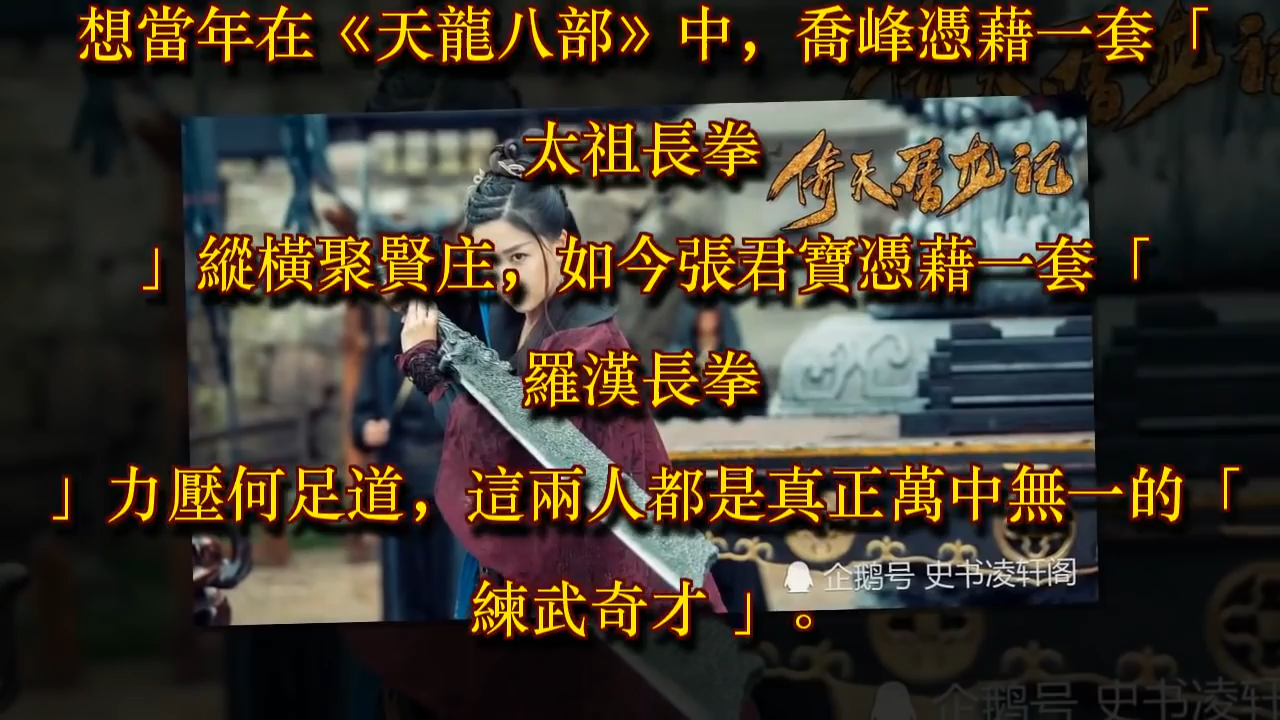 想當年在《天龍八部》中，喬峰憑藉一套「
太祖長拳
倚天屠龙记
」縱橫聚賢庄，如今張君寶憑藉一套「
羅漢長拳
」力壓何足道，這兩人都是真正萬中無一的「
企鹅号 史书凌轩阁
練武奇才 」。
企鹅号 史书凌轩